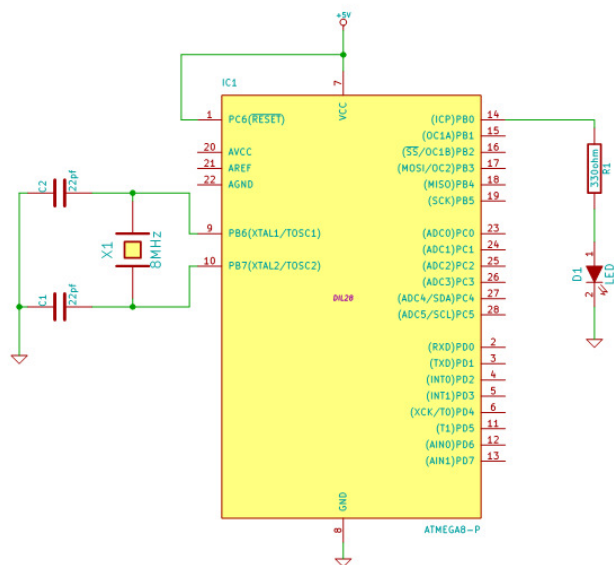 +5V
IC1
7
VCC
1 PC6(RESET)
20 AVCC
21 AREF
22 AGND
9 PB6(XTAL1/TOSC1)
10 PB7(XTAL2/TOSC2)
(ICP)PB0 14
(OC1A)PB1 15
(SS/OC1B)PB2 16
(MOSI/OC2)PB3 17
(MISO)PB4 18
(SCK)PB5 19
(ADC0)PC0 23
(ADC1)PC1 24
(ADC2)PC2 25
(ADC3)PC3 26
(ADC4/SDA)PC4 27
(ADC5/SCL)PC5 28
(RXD)PD0 2
(TXD)PD1 3
(INT0)PD2 4
(INT1)PD3 5
(XCK/T0)PD4 6
(T1)PD5 11
(AIN0)PD6 12
(AIN1)PD7 13
DIL28
GND
8
ATMEGA8-P
C2
22pf
X1
8MHz
C1
22pf
330ohm
R1
1
D1
LED
2